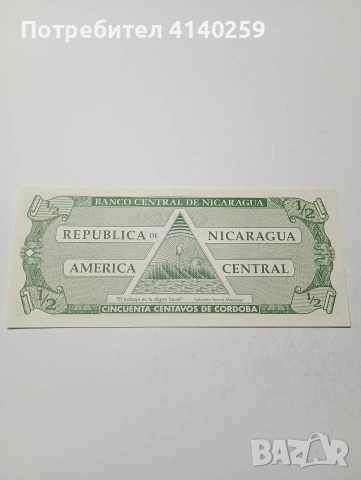 Потребител 4140259
BANCO CENTRAL DE NICARAGUA
1/2 1/2
REPUBLICA DE NICARAGUA
AMERICA CENTRAL
"El trabajo es tu digno laurel"
1/2 1/2
CINCUENTA CENTAVOS DE CORDOBA
BAZAR